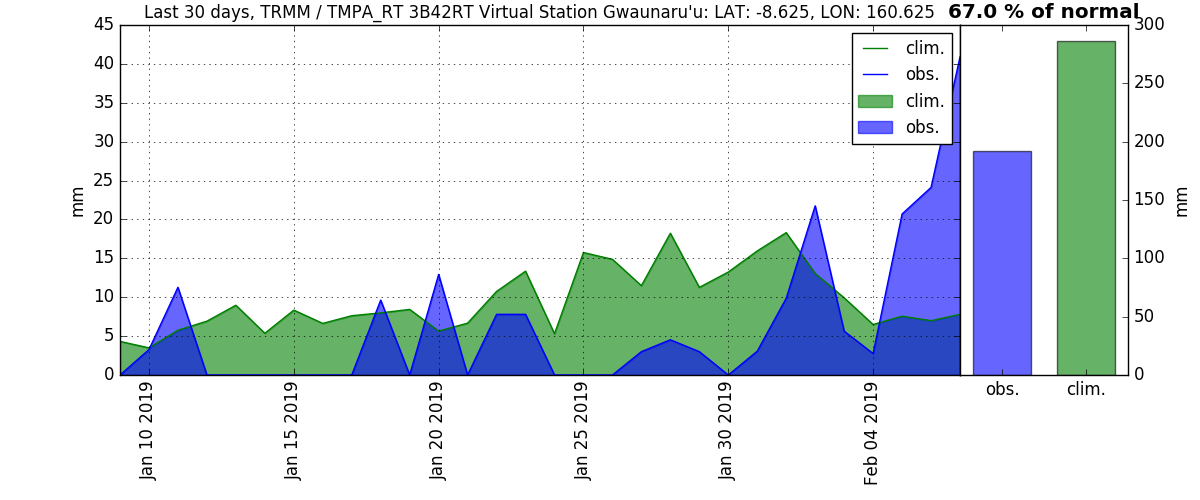 Last 30 days, TRMM / TMPA_RT 3B42RT Virtual Station Gwaunaru'u: LAT: -8.625, LON: 160.625
67.0 % of normal
45
40
35
30
25
20
15
10
5
0
mm
clim.
obs.
clim.
obs.
Jan 10 2019
Jan 15 2019
Jan 20 2019
Jan 25 2019
Jan 30 2019
Feb 04 2019
300
250
200
150
100
50
0
mm
obs.
clim.